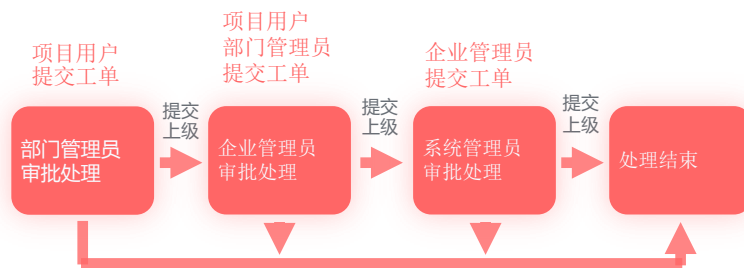 项目用户
提交工单
项目用户
部门管理员
提交工单
企业管理员
提交工单
部门管理员
审批处理
提交
上级
企业管理员
审批处理
提交
上级
系统管理员
审批处理
提交
上级
处理结束